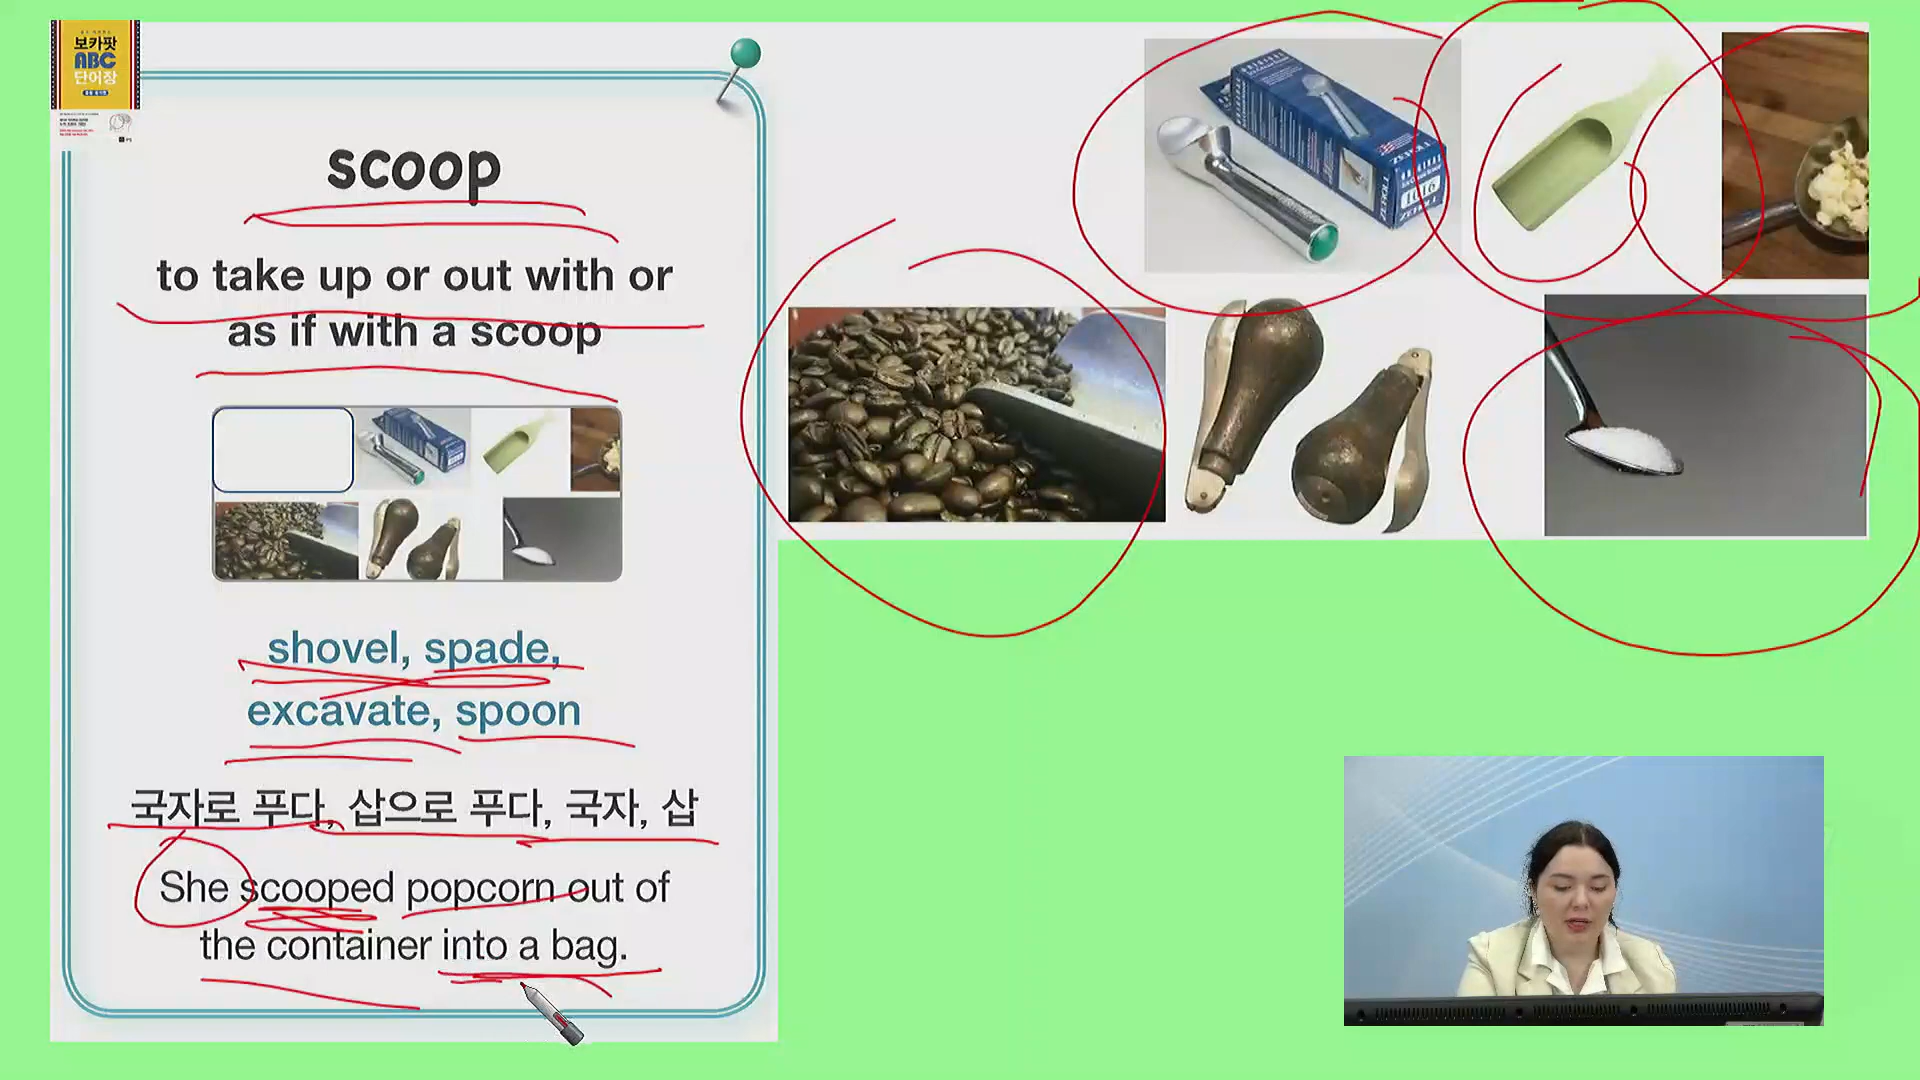 보카팟
ABC
단어장
scoop
to take up or out with or
as if with a scoop
shovel, spade,
excavate, spoon
국자로 푸다, 삽으로 푸다, 국자, 삽
She scooped popcorn out of
the container into a bag.
1016
ZEROLL